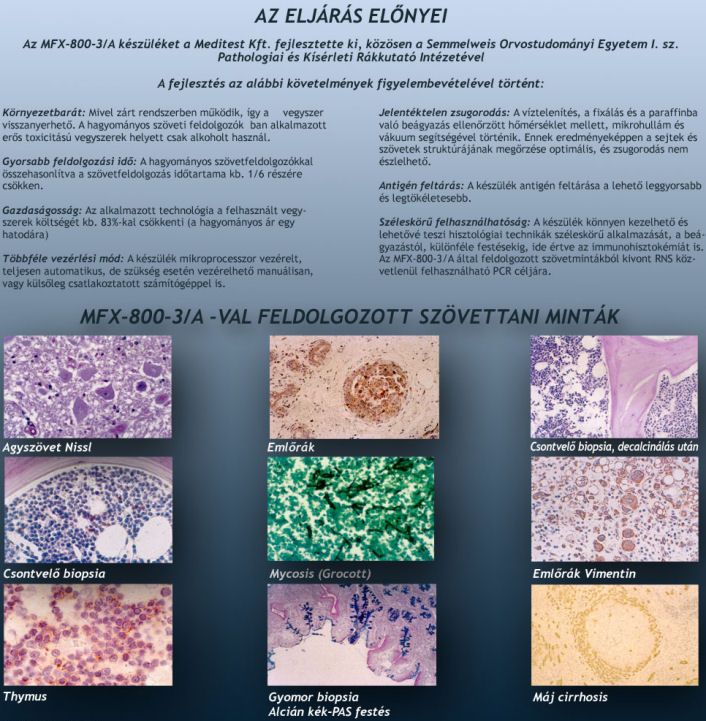 AZ ELJÁRÁS ELŐNYEI
Az MFX-800-3/A készüléket a Meditest Kft. fejlesztette ki, közösen a Semmelweis Orvostudományi Egyetem I. sz.
Pathologiai és Kisérleti Rákkutató Intézetével
A fejlesztés az alábbi követelmények figyelembevételével történt:
Környezetbarát: Mivel zárt rendszerben működik, így a vegyszer
visszanyerhető. A hagyományos szöveti feldolgozók ban alkalmazott
erős toxicitású vegyszerek helyett csak alkoholt használ.
Gyorsabb feldolgozási idő: A hagyományos szövetfeldolgozókkal
összehasonlítva a szövetfeldolgozás időtartama kb. 1/6 részére
csökken.
Gazdaságosság: Az alkalmazott technológia a felhasznált vegy-
szerek költségét kb. 83%-kal csökkenti (a hagyományos ár egy
hatodára)
Többféle vezérlési mód: A készülék mikroprocesszor vezérelt,
teljesen automatikus, de szükség esetén vezérelhető manuálisan,
vagy külsőleg csatlakoztatott számítógéppel is.
Jelentéktelen zsugorodás: A víztelenítés, a fixálás és a paraffinba
való beágyazás ellenőrzött hőmérséklet mellett, mikrohullám és
vákuum segítségével történik. Ennek eredményeképpen a sejtek és
szövetek struktúrájának megőrzése optimális, és zsugorodás nem
észlelhető.
Antigén feltárás: A készülék antigén feltárása a lehető leggyorsabb
és legtökéletesebb.
Széleskörű felhasználhatóság: A készülék könnyen kezelhető és
lehetővé teszi hisztológiai technikák széleskörű alkalmazását, a beá-
gyazástól, különféle festésekig, ide értve az immunohisztokémiát is.
Az MFX-800-3/A által feldolgozott szövetmintákból kivont RNS köz-
vetlenül felhasználható PCR céljára.
MFX-800-3/A -VAL FELDOLGOZOTT SZÖVETTANI MINTÁK
Agyszövet Nissl
Emlőrák
Csontvelő biopsia, decalcinálás után
Csontvelő biopsia
Mycosis (Grocott)
Emlőrák Vimentin
Thymus
Gyomor biopsia
Alcián kék-PAS festés
Máj cirrhosis